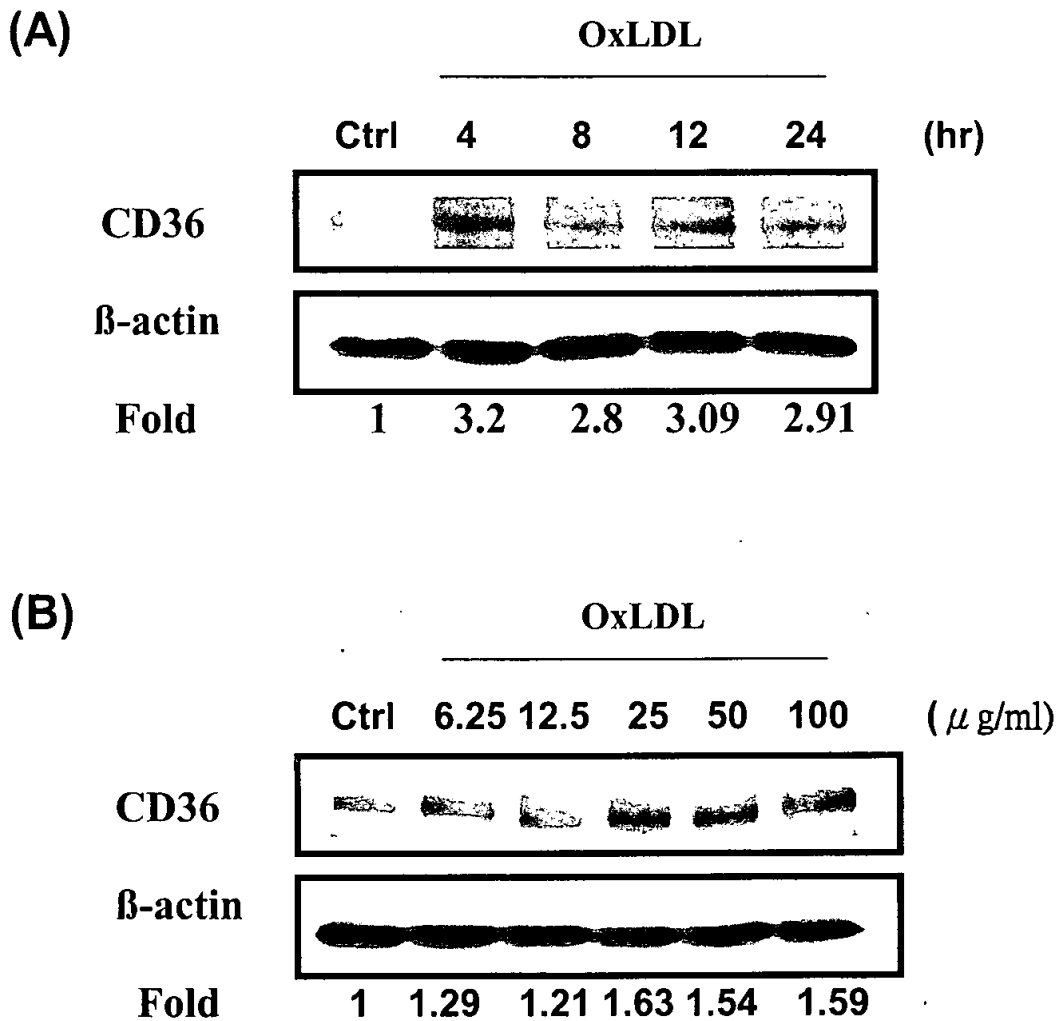 (A)
OxLDL
Ctrl 4 8 12 24 (hr)
CD36
ß-actin
Fold 1 3.2 2.8 3.09 2.91
(B)
OxLDL
Ctrl 6.25 12.5 25 50 100 (μg/ml)
CD36
ß-actin
Fold 1 1.29 1.21 1.63 1.54 1.59